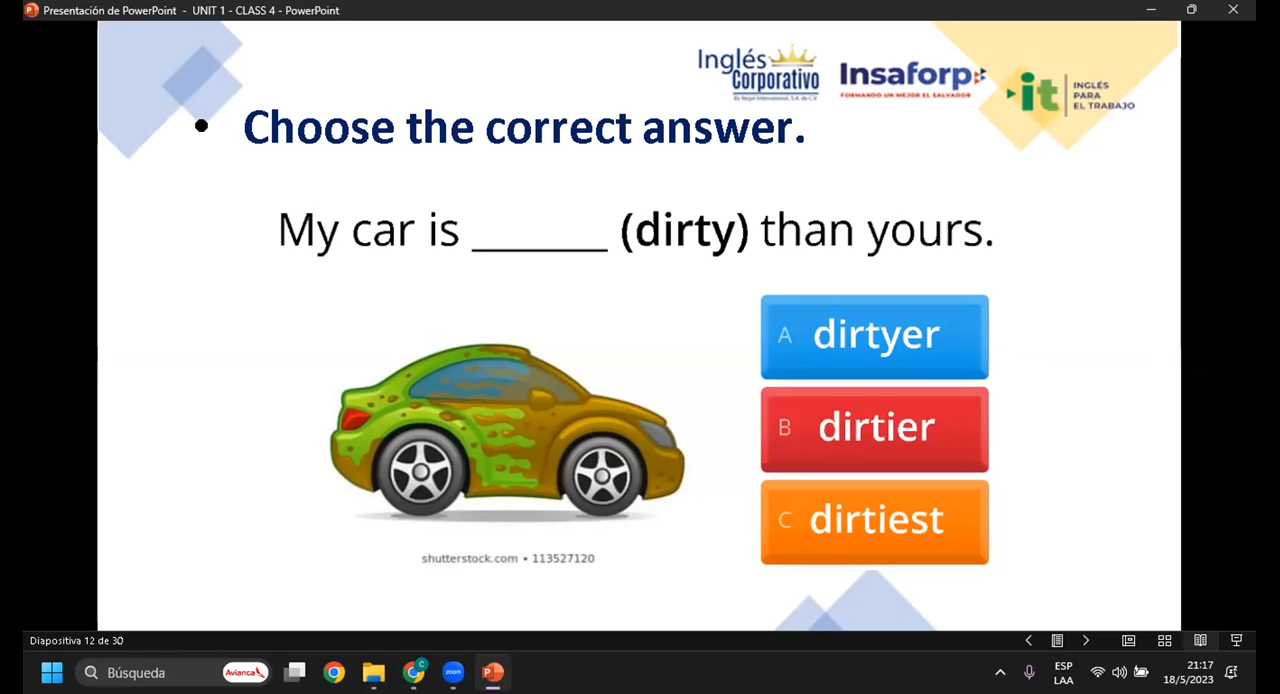 Presentación de PowerPoint - UNIT 1 - CLASS 4 - PowerPoint
Inglés
Corporativo
Insaforp
FORMANDO UN MEJOR EL SALVADOR
it
INGLÉS
PARA
EL TRABAJO
• Choose the correct answer.
My car is ______ (dirty) than yours.
A dirtyer
B dirtier
C dirtiest
shutterstock.com • 113527120
Diapositiva 12 de 30
Búsqueda
Avianca
zoom
ESP
LAA
21:17
18/5/2023